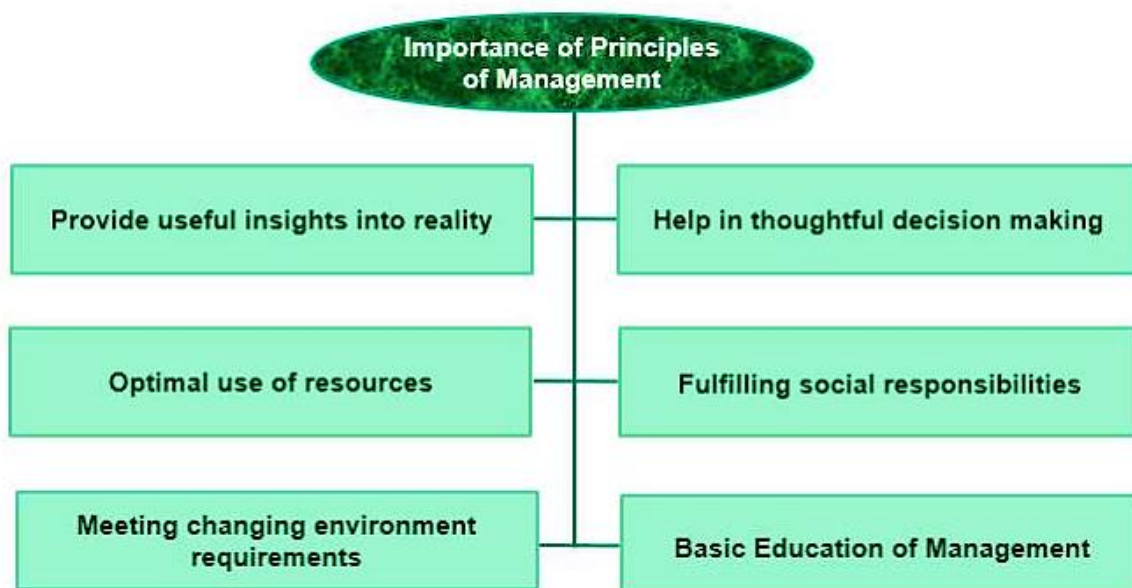 Importance of Principles
of Management
Provide useful insights into reality
Help in thoughtful decision making
Optimal use of resources
Fulfilling social responsibilities
Meeting changing environment
requirements
Basic Education of Management